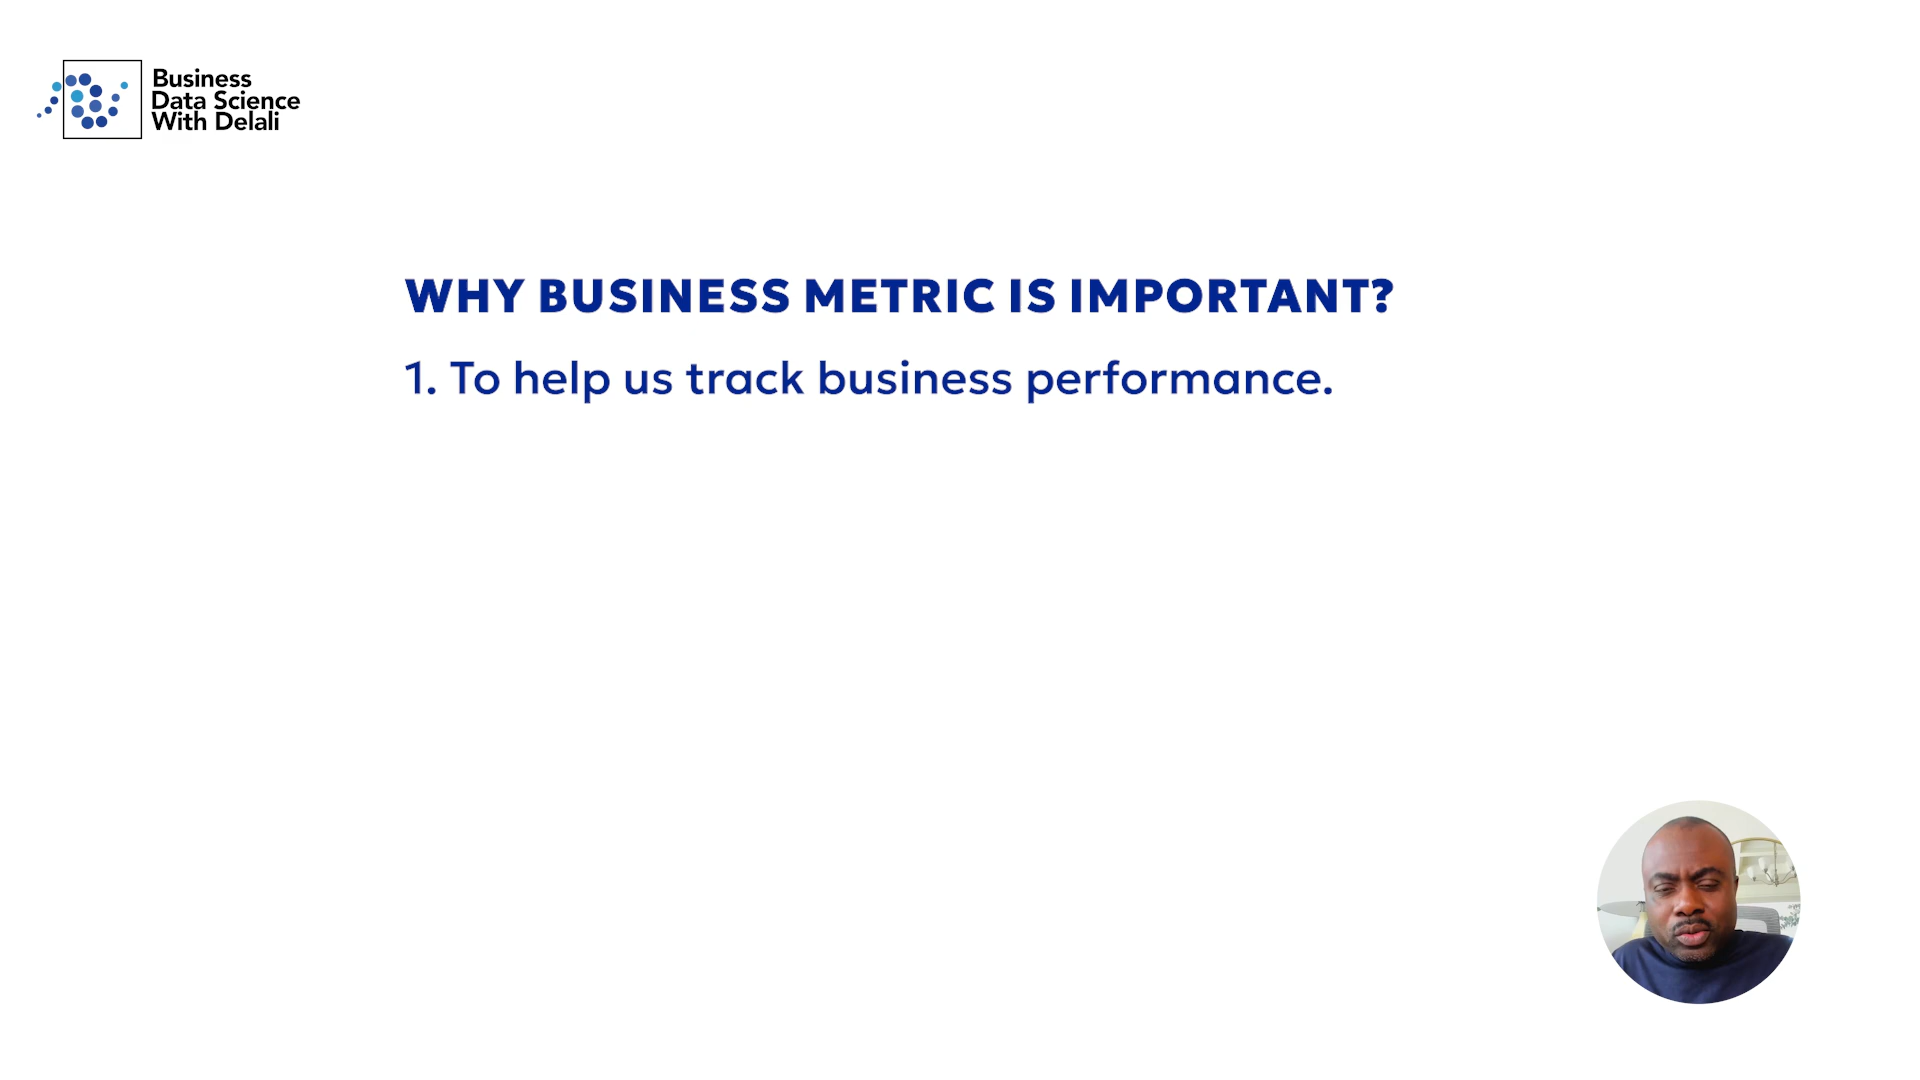 Business
Data Science
With Delali
WHY BUSINESS METRIC IS IMPORTANT?
1. To help us track business performance.